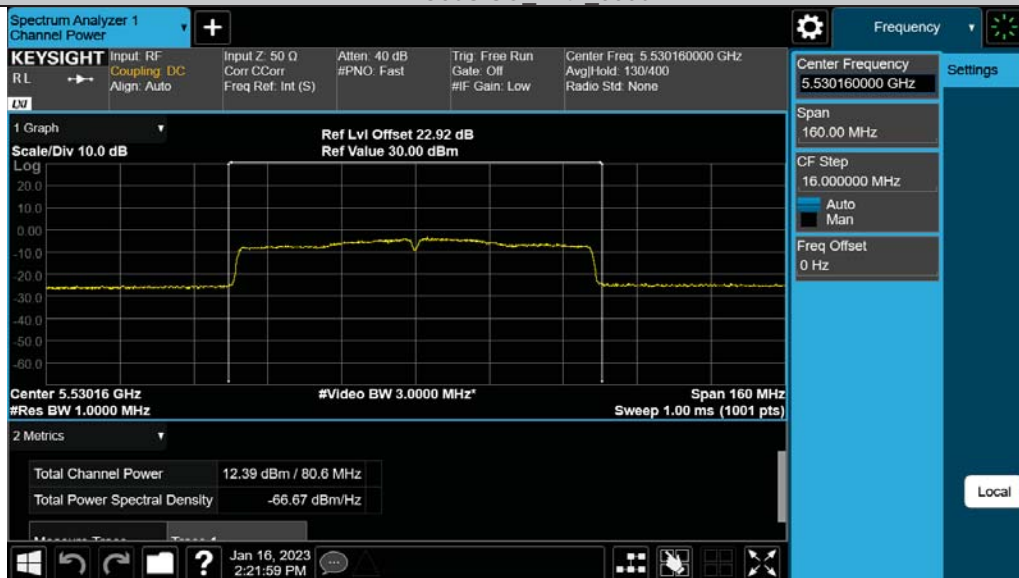 Spectrum Analyzer 1
Channel Power
Frequency
KEYSIGHT
RL
LXI
Input: RF
Coupling: DC
Align: Auto
Input Z: 50 Ω
Corr CCorr
Freq Ref: Int (S)
Atten: 40 dB
#PNO: Fast
Trig: Free Run
Gate: Off
#IF Gain: Low
Center Freq: 5.530160000 GHz
Avg|Hold: 130/400
Radio Std: None
Center Frequency
5.530160000 GHz
Settings
Span
160.00 MHz
CF Step
16.000000 MHz
Auto
Man
Freq Offset
0 Hz
1 Graph
Scale/Div 10.0 dB
Ref Lvl Offset 22.92 dB
Ref Value 30.00 dBm
Log
20.0
10.0
0.00
-10.0
-20.0
-30.0
-40.0
-50.0
-60.0
Center 5.53016 GHz
#Video BW 3.0000 MHz*
Span 160 MHz
#Res BW 1.0000 MHz
Sweep 1.00 ms (1001 pts)
2 Metrics
Total Channel Power 12.39 dBm / 80.6 MHz
Total Power Spectral Density -66.67 dBm/Hz
Local
?
Jan 16, 2023
2:21:59 PM